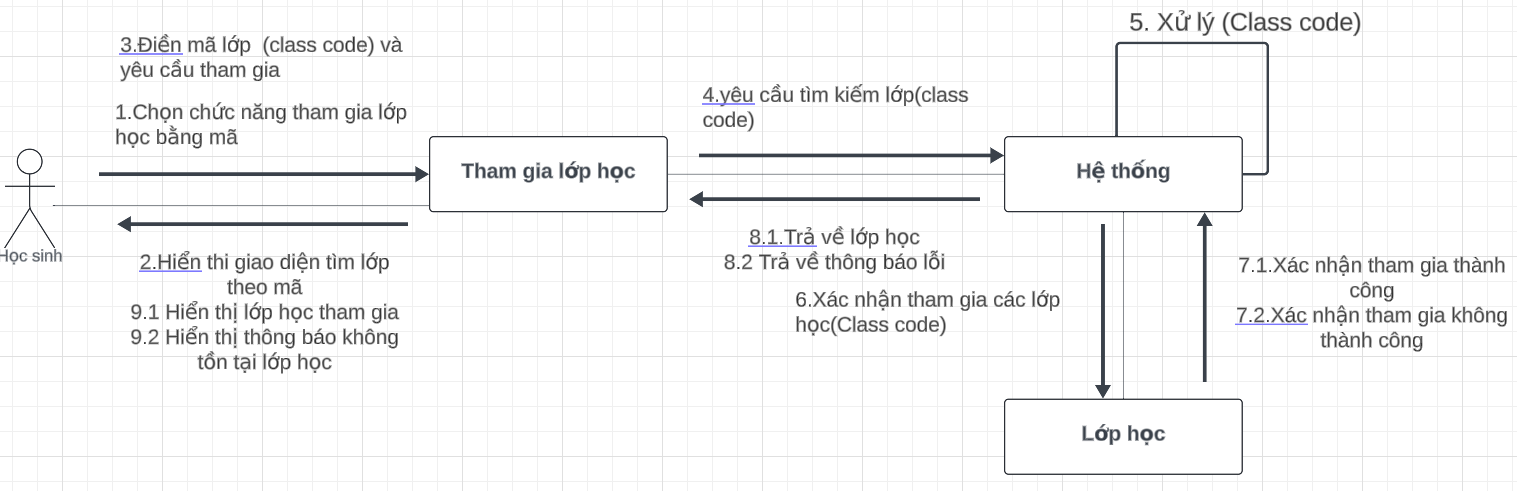 5. Xử lý (Class code)
3.Điền mã lớp  (class code) và
yêu cầu tham gia
1.Chọn chức năng tham gia lớp
học bằng mã
4.yêu cầu tìm kiếm lớp(class
code)
Tham gia lớp học
Hệ thống
Học sinh
2.Hiển thi giao diện tìm lớp
theo mã
9.1 Hiển thị lớp học tham gia
9.2 Hiển thị thông báo không
tồn tại lớp học
8.1.Trả về lớp học
8.2 Trả về thông báo lỗi
6.Xác nhận tham gia các lớp
học(Class code)
7.1.Xác nhận tham gia thành
công
7.2.Xác nhận tham gia không
thành công
Lớp học